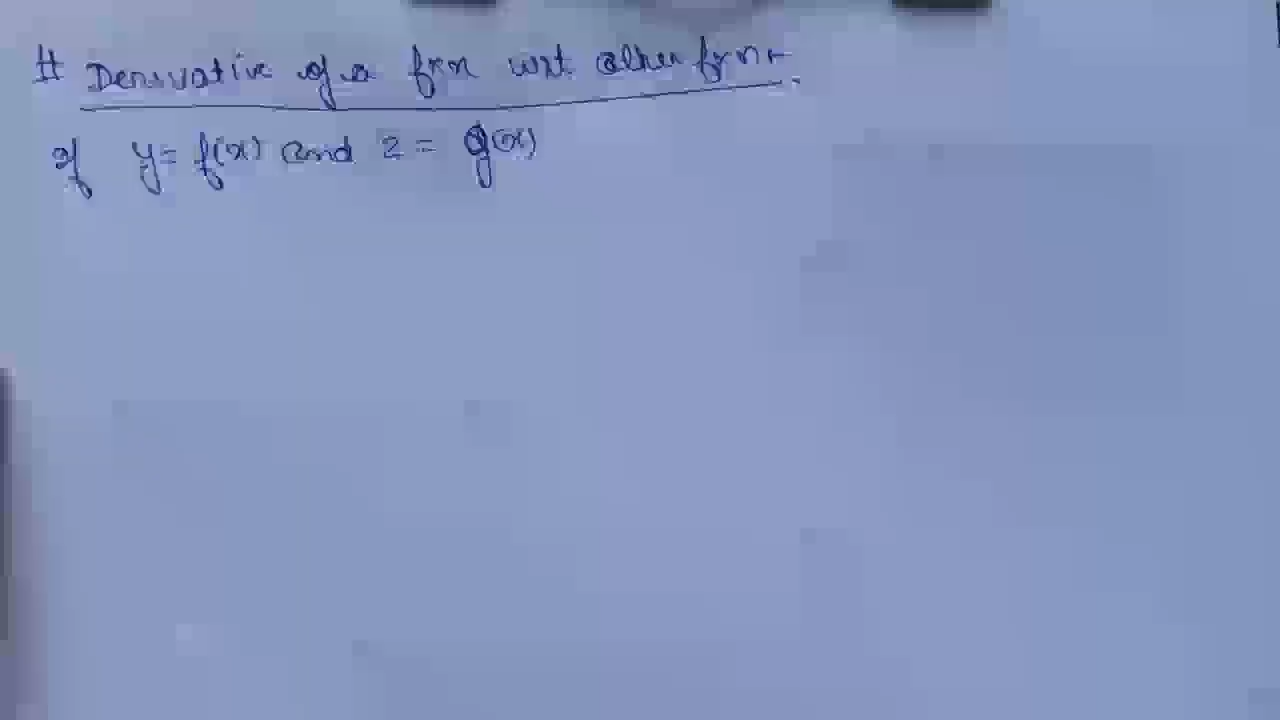 # Derivative of a fxn wrt other fxn.
If y = f(x) and z = g(x)